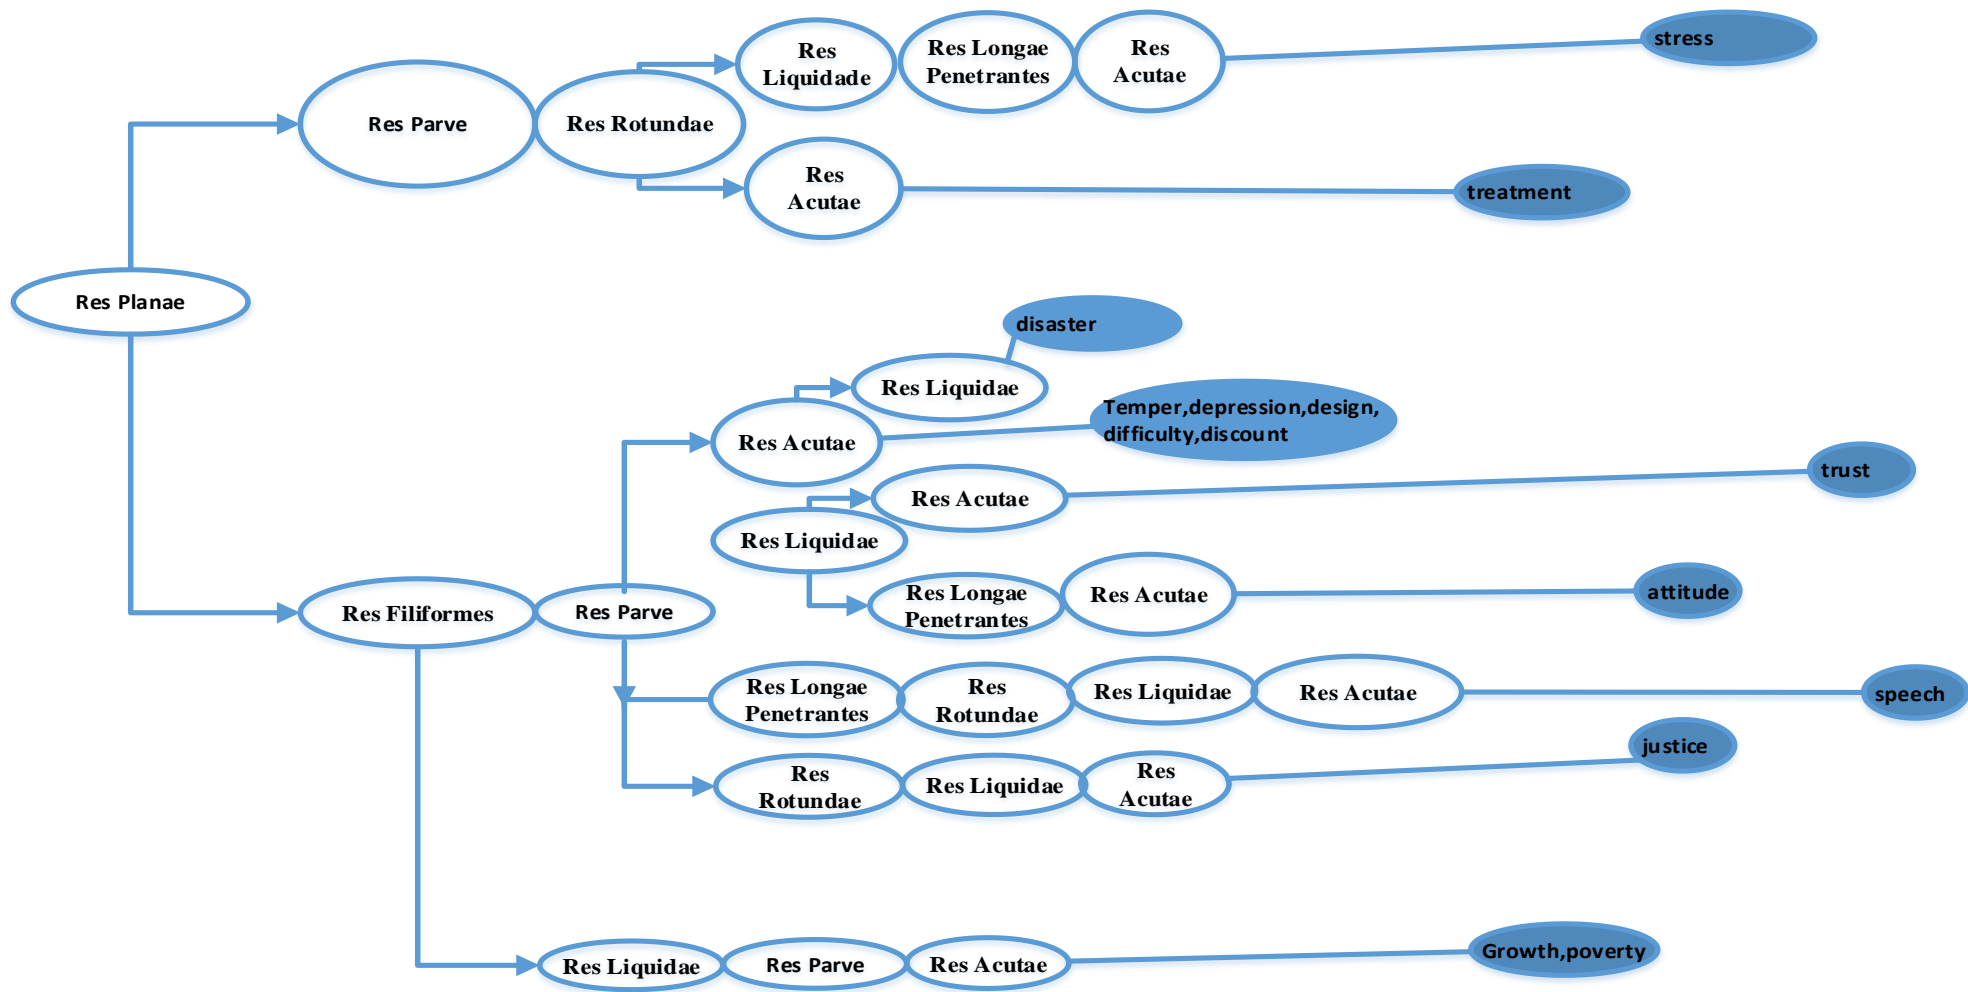 Res
Liquidade
Res Longae
Penetrantes
Res
Acutae
stress
Res Parve
Res Rotundae
Res
Acutae
treatment
Res Planae
disaster
Res Liquidae
Temper,depression,design,
difficulty,discount
Res Acutae
Res Acutae
trust
Res Liquidae
Res Longae
Penetrantes
Res Acutae
attitude
Res Filiformes
Res Parve
Res Longae
Penetrantes
Res
Rotundae
Res Liquidae
Res Acutae
speech
justice
Res
Rotundae
Res Liquidae
Res
Acutae
Res Liquidae
Res Parve
Res Acutae
Growth,poverty